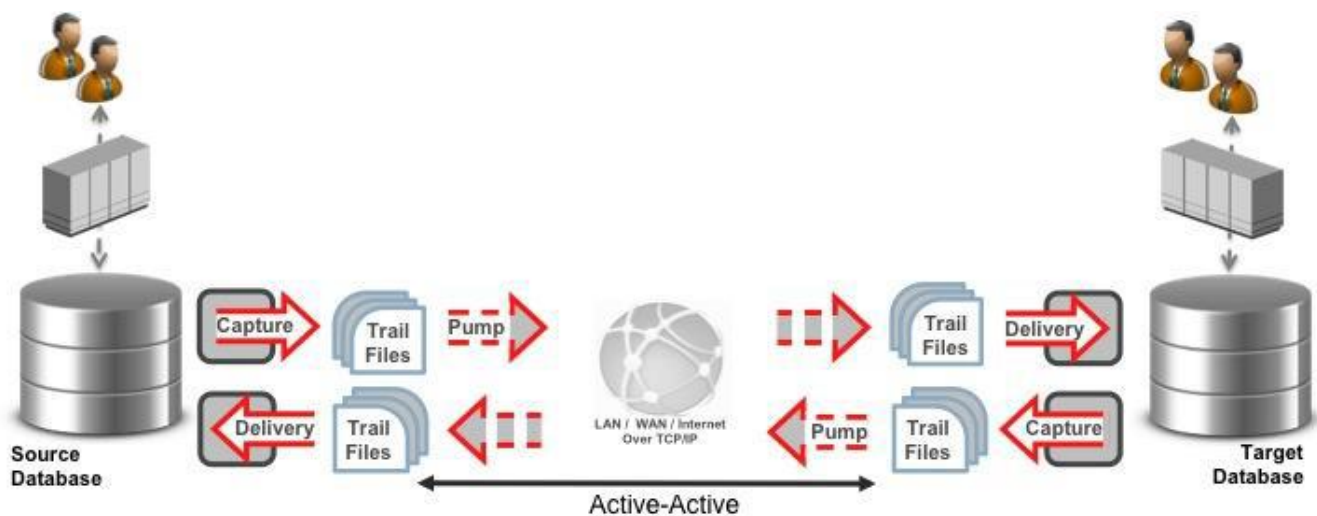 Capture
Trail
Files
Pump
Trail
Files
Delivery
LAN / WAN / Internet
Over TCP/IP
Delivery
Trail
Files
Pump
Trail
Files
Capture
Source
Database
Target
Database
Active-Active